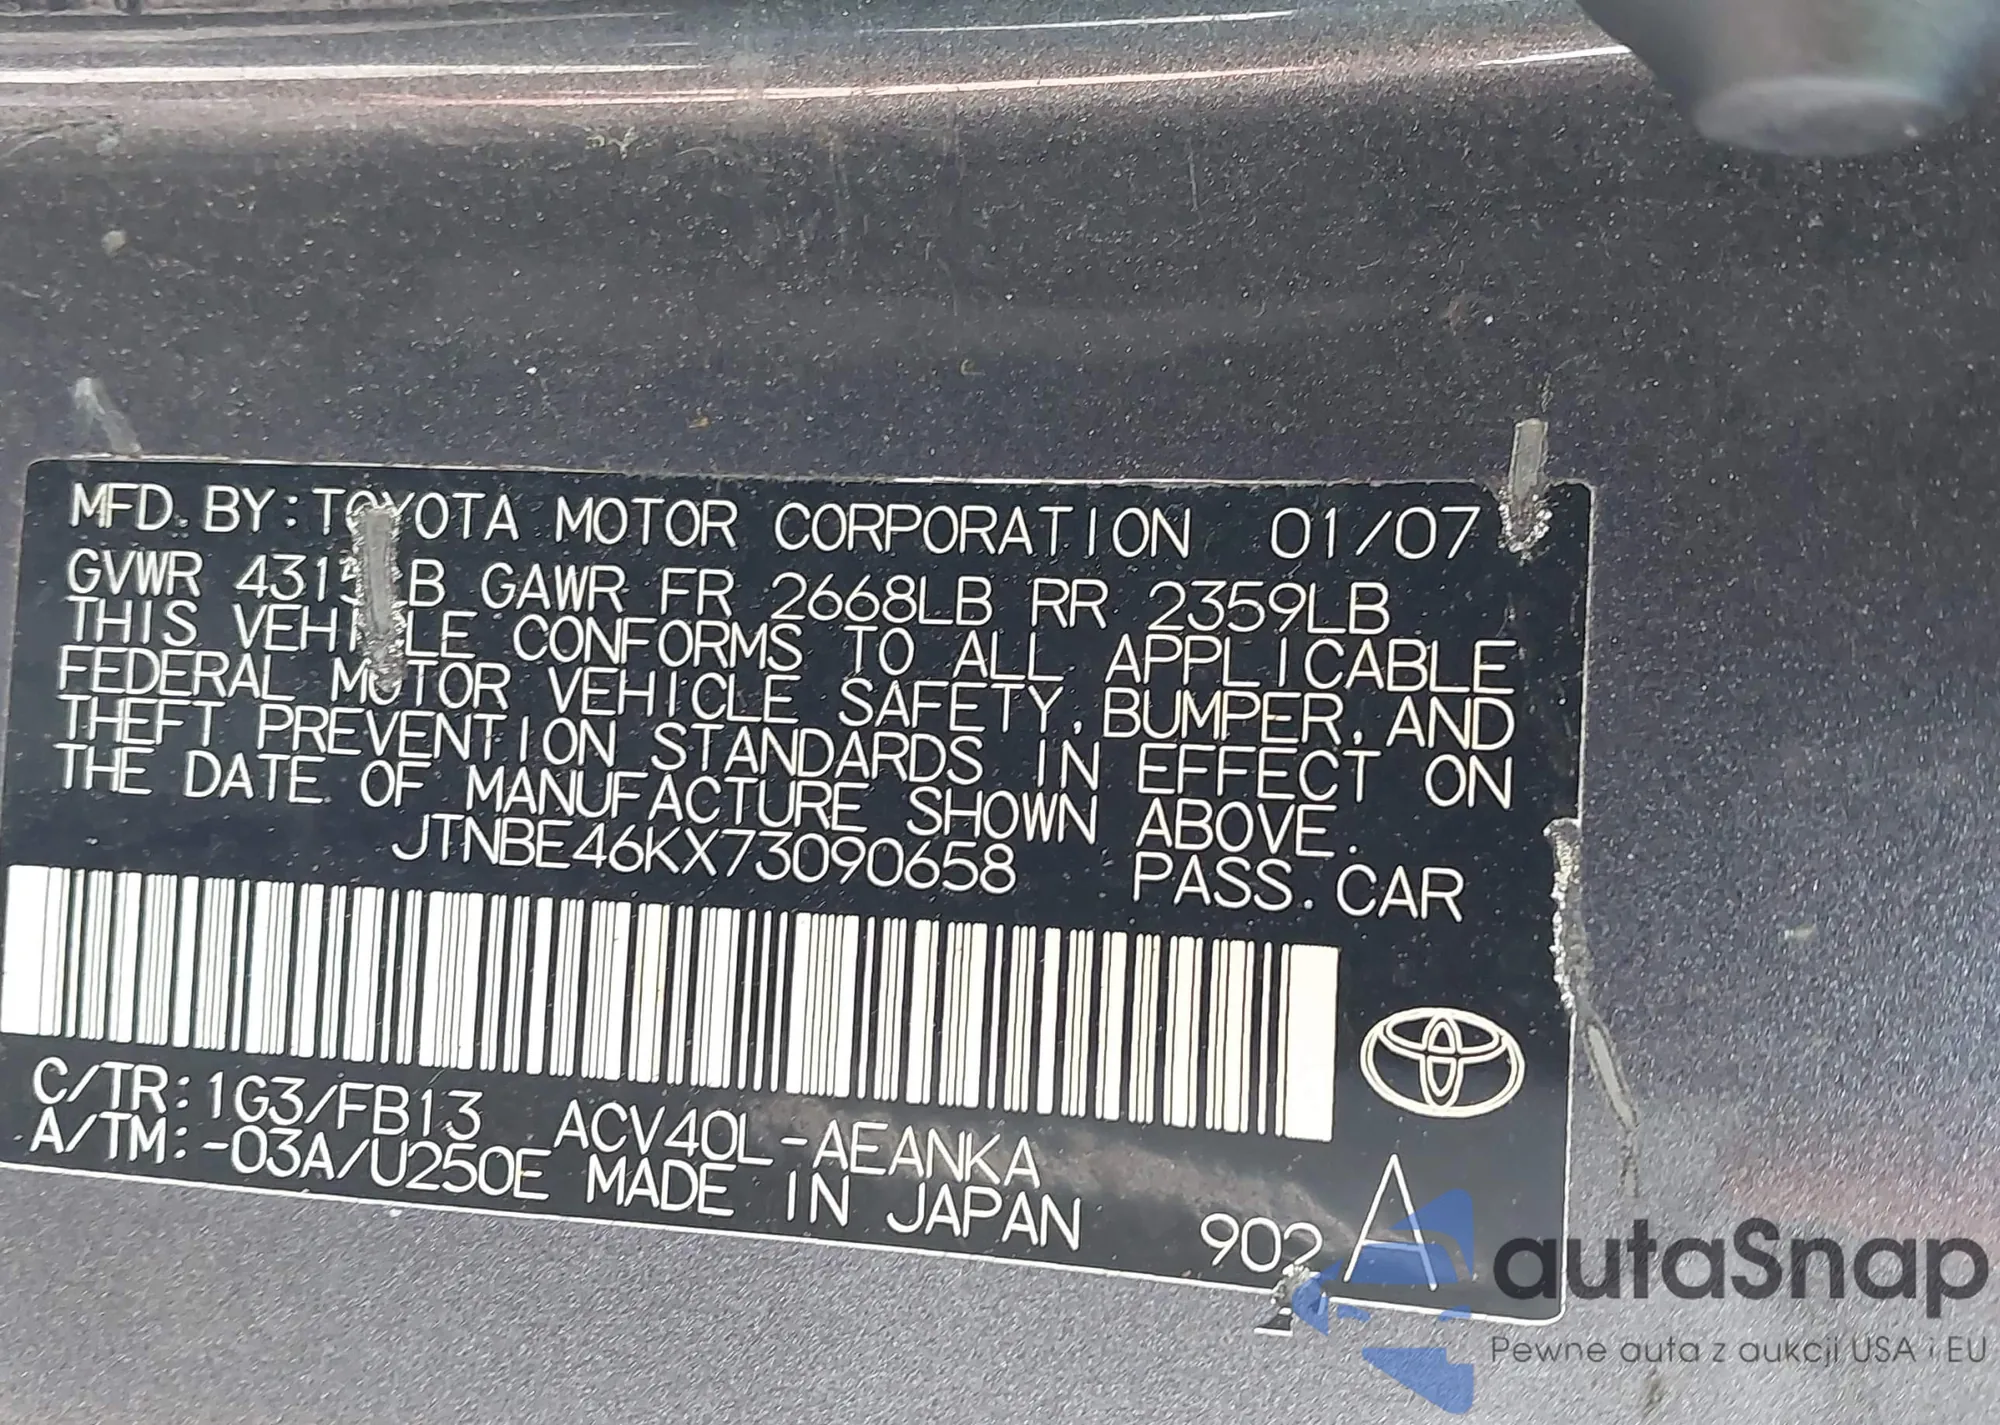 MFD. BY: TOYOTA MOTOR CORPORATION 01/07
GVWR 4315LB GAWR FR 2668LB RR 2359LB
THIS VEHICLE CONFORMS TO ALL APPLICABLE
FEDERAL MOTOR VEHICLE SAFETY, BUMPER, AND
THEFT PREVENTION STANDARDS IN EFFECT ON
THE DATE OF MANUFACTURE SHOWN ABOVE.
JTNBE46KX73090658 PASS. CAR
C/TR: 1G3/FB13 ACV40L-AEANKA
A/TM: -03A/U250E MADE IN JAPAN 902 A
autaSnap
Pewne auta z aukcji USA i EU